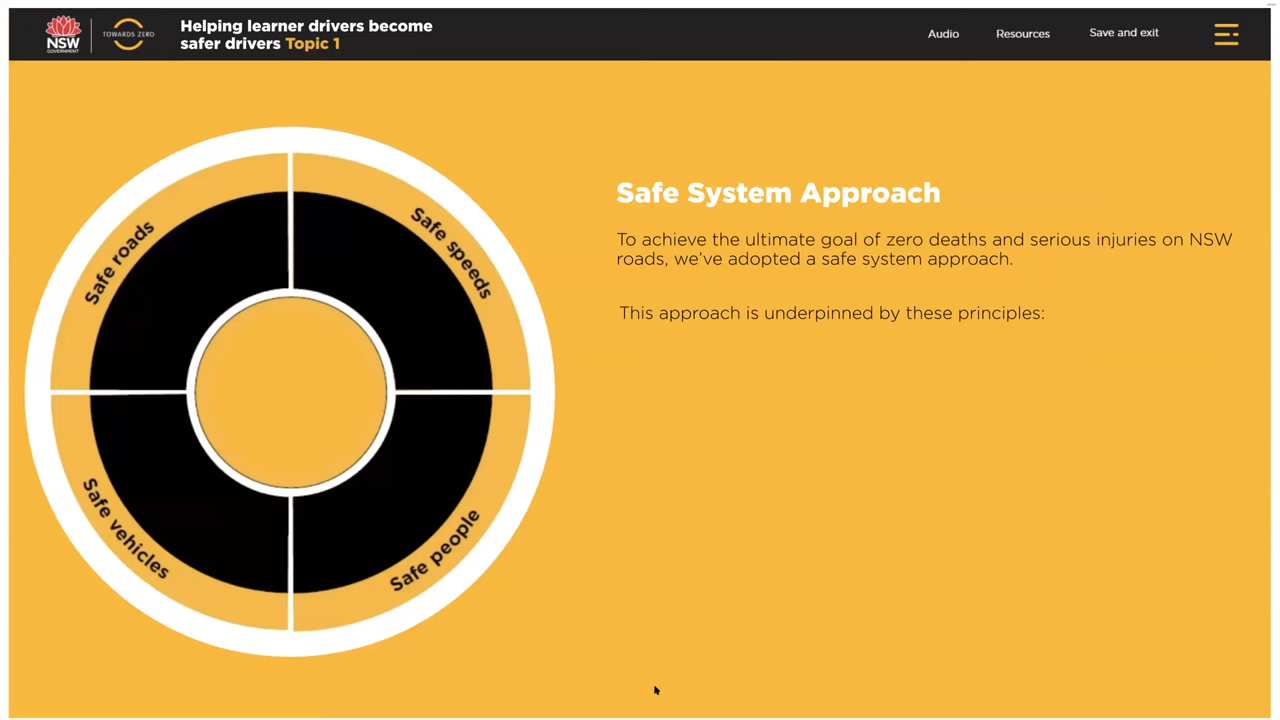 NSW
GOVERNMENT
TOWARDS ZERO
Helping learner drivers become
safer drivers Topic 1
Audio
Resources
Save and exit
Safe roads
Safe speeds
Safe vehicles
Safe people
Safe System Approach
To achieve the ultimate goal of zero deaths and serious injuries on NSW
roads, we’ve adopted a safe system approach.
This approach is underpinned by these principles: